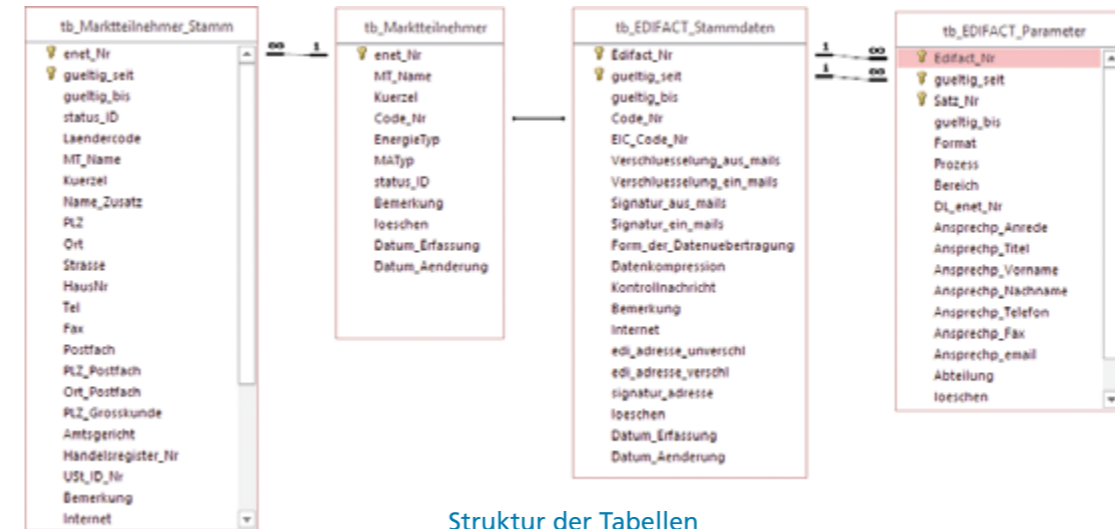 tb_Marktteilnehmer_Stamm
enet_Nr
gueltig_seit
gueltig_bis
status_ID
Laendercode
MT_Name
Kuerzel
Name_Zusatz
PLZ
Ort
Strasse
HausNr
Tel
Fax
Postfach
PLZ_Postfach
Ort_Postfach
PLZ_Grosskunde
Amtsgericht
Handelsregister_Nr
USt_ID_Nr
Bemerkung
Internet
∞ 1
tb_Marktteilnehmer
enet_Nr
MT_Name
Kuerzel
Code_Nr
EnergieTyp
MATyp
status_ID
Bemerkung
loeschen
Datum_Erfassung
Datum_Aenderung
tb_EDIFACT_Stammdaten
Edifact_Nr
gueltig_seit
gueltig_bis
Code_Nr
EIC_Code_Nr
Verschluesselung_aus_mails
Verschluesselung_ein_mails
Signatur_aus_mails
Signatur_ein_mails
Form_der_Datenuebertragung
Datenkompression
Kontrollnachricht
Bemerkung
Internet
edi_adresse_unverschl
edi_adresse_verschl
signatur_adresse
loeschen
Datum_Erfassung
Datum_Aenderung
1 ∞
1 ∞
tb_EDIFACT_Parameter
Edifact_Nr
gueltig_seit
Satz_Nr
gueltig_bis
Format
Prozess
Bereich
DL_enet_Nr
Ansprechp_Anrede
Ansprechp_Titel
Ansprechp_Vorname
Ansprechp_Nachname
Ansprechp_Telefon
Ansprechp_Fax
Ansprechp_email
Abteilung
loeschen
Struktur der Tabellen